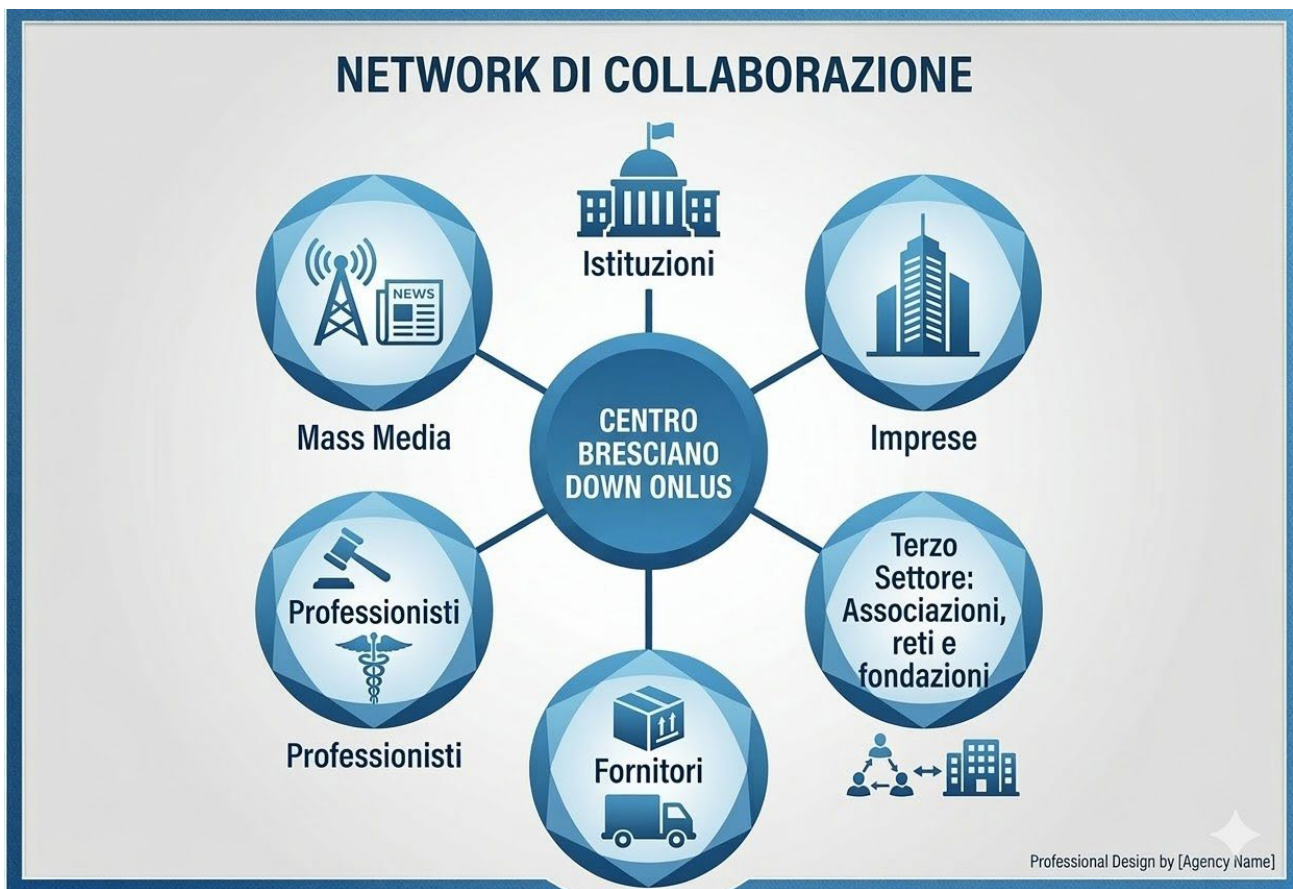 NETWORK DI COLLABORAZIONE
Istituzioni
NEWS
Mass Media
Imprese
CENTRO
BRESCIANO
DOWN ONLUS
Professionisti
Professionisti
Terzo
Settore:
Associazioni,
reti e
fondazioni
Fornitori
Professional Design by [Agency Name]